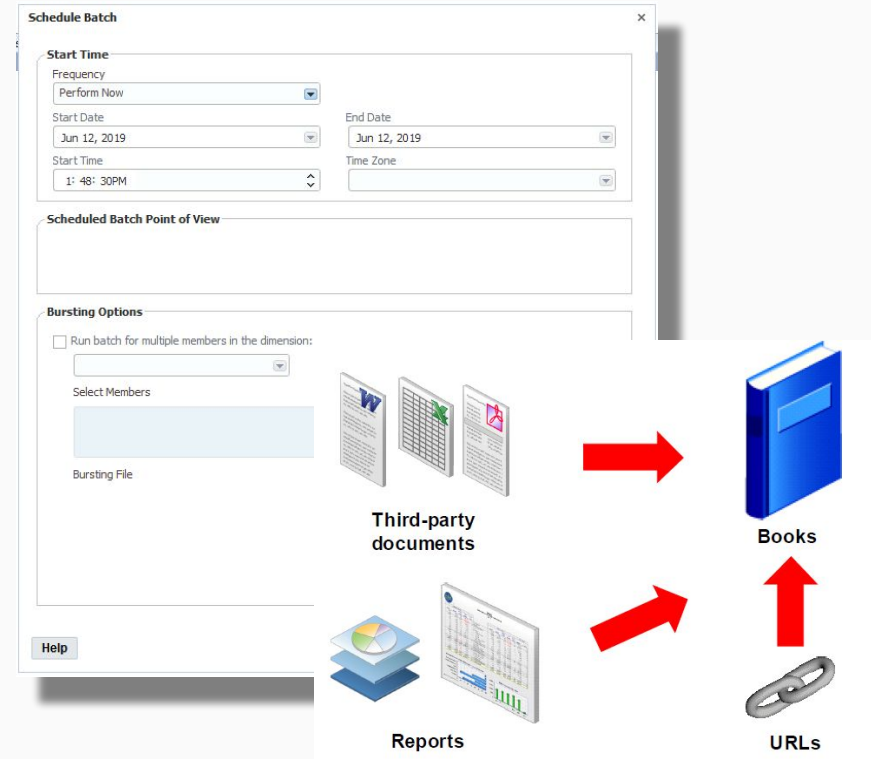 Schedule Batch
Start Time
Frequency
Perform Now
Start Date
End Date
Jun 12, 2019
Jun 12, 2019
Start Time
Time Zone
1: 48: 30PM
Scheduled Batch Point of View
Bursting Options
Run batch for multiple members in the dimension:
Select Members
Bursting File
Help
Third-party
documents
Books
Reports
URLs